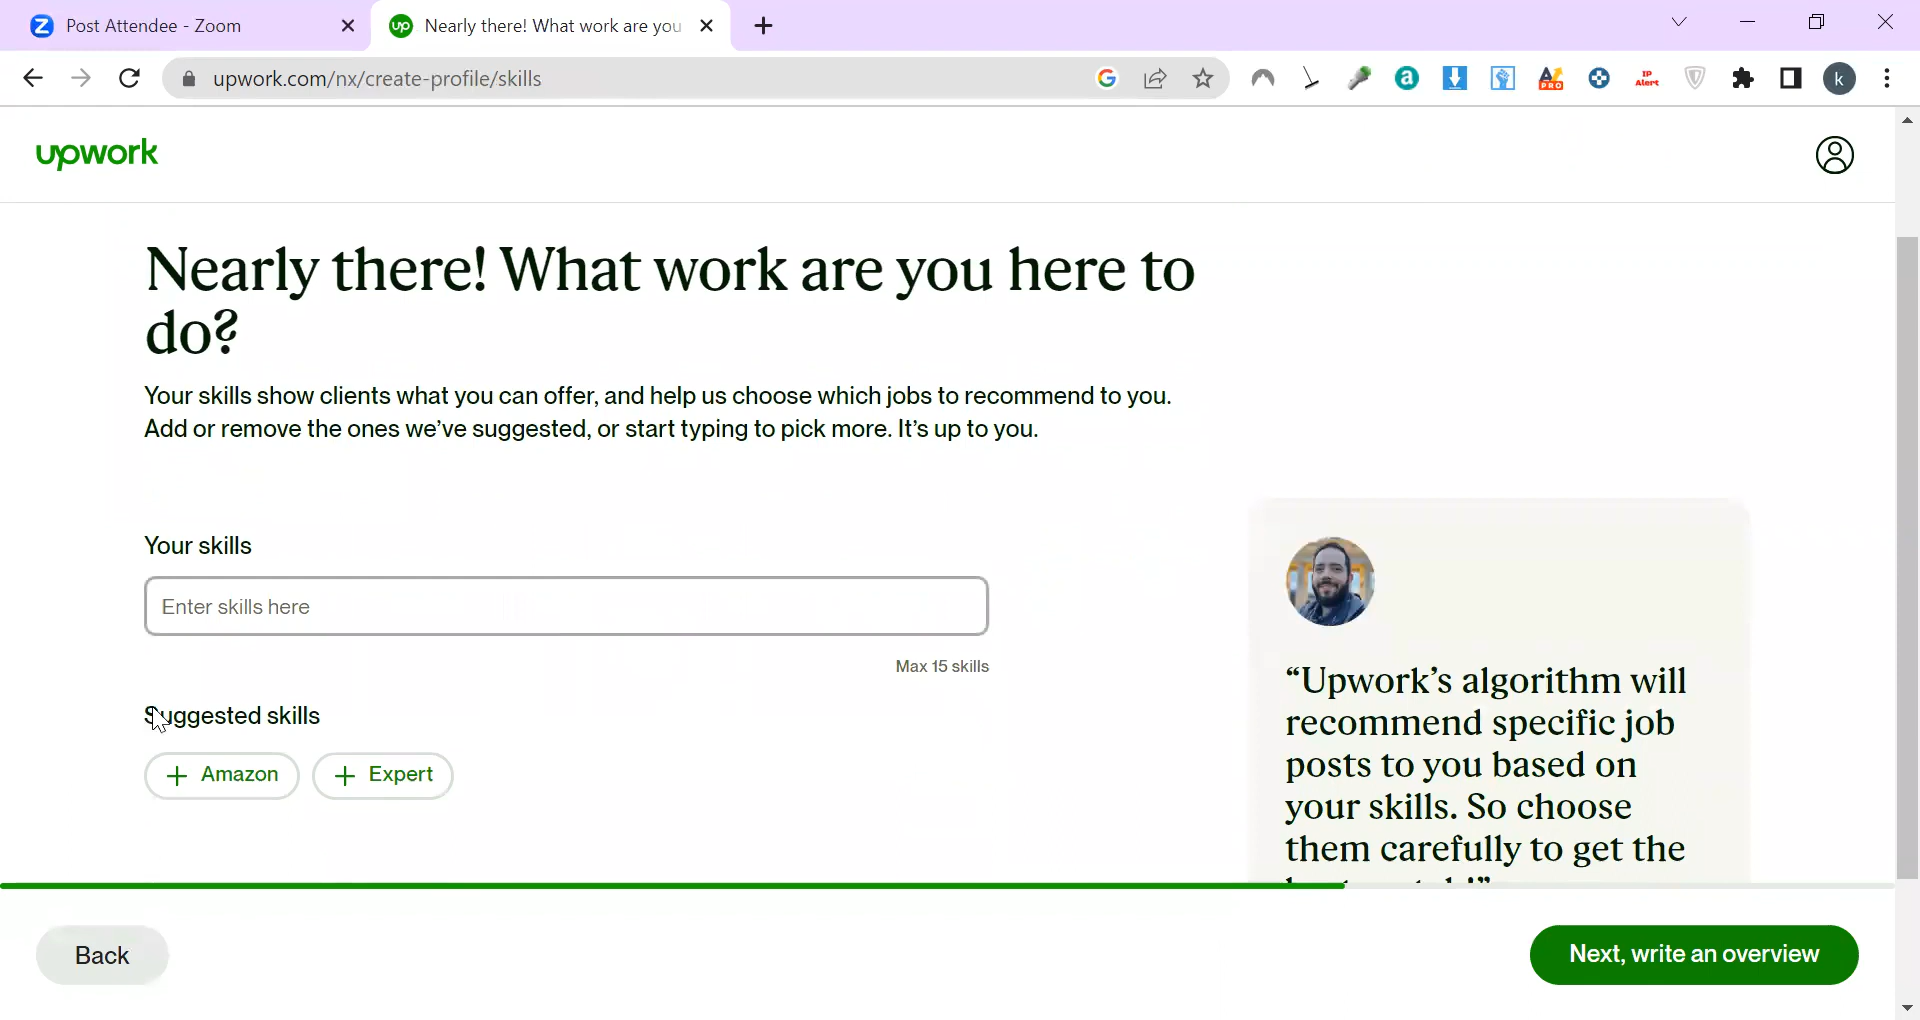 Post Attendee - Zoom
Nearly there! What work are you
upwork.com/nx/create-profile/skills
IP
Alert
PRO
k
upwork
Nearly there! What work are you here to
do?
Your skills show clients what you can offer, and help us choose which jobs to recommend to you.
Add or remove the ones we've suggested, or start typing to pick more. It's up to you.
Your skills
Enter skills here
Max 15 skills
Suggested skills
+ Amazon
+ Expert
“Upwork’s algorithm will
recommend specific job
posts to you based on
your skills. So choose
them carefully to get the
Back
Next, write an overview